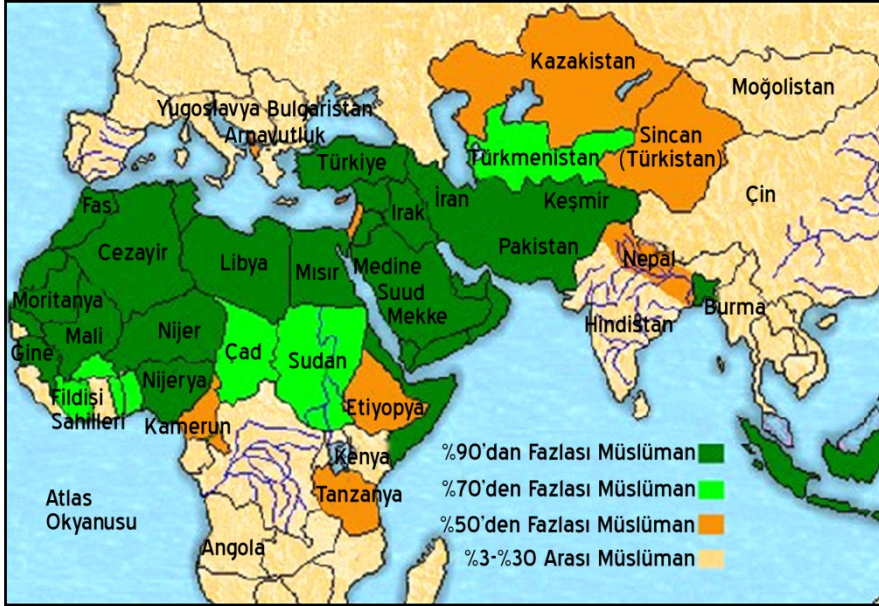 Kazakistan
Moğolistan
Yugoslavya Bulgaristan
Arnavutluk
Sincan
(Türkistan)
Türkiye
Türkmenistan
Fas
Irak
İran
Keşmir
Çin
Cezayir
Libya
Mısır
Medine
Pakistan
Nepal
Suud
Mekke
Moritanya
Burma
Mali
Nijer
Hindistan
Gine
Çad
Sudan
Nijerya
Fildişi
Sahilleri
Etiyopya
Kamerun
Kenya
%90'dan Fazlası Müslüman
Tanzanya
%70'den Fazlası Müslüman
Atlas
Okyanusu
%50'den Fazlası Müslüman
Angola
%3-%30 Arası Müslüman